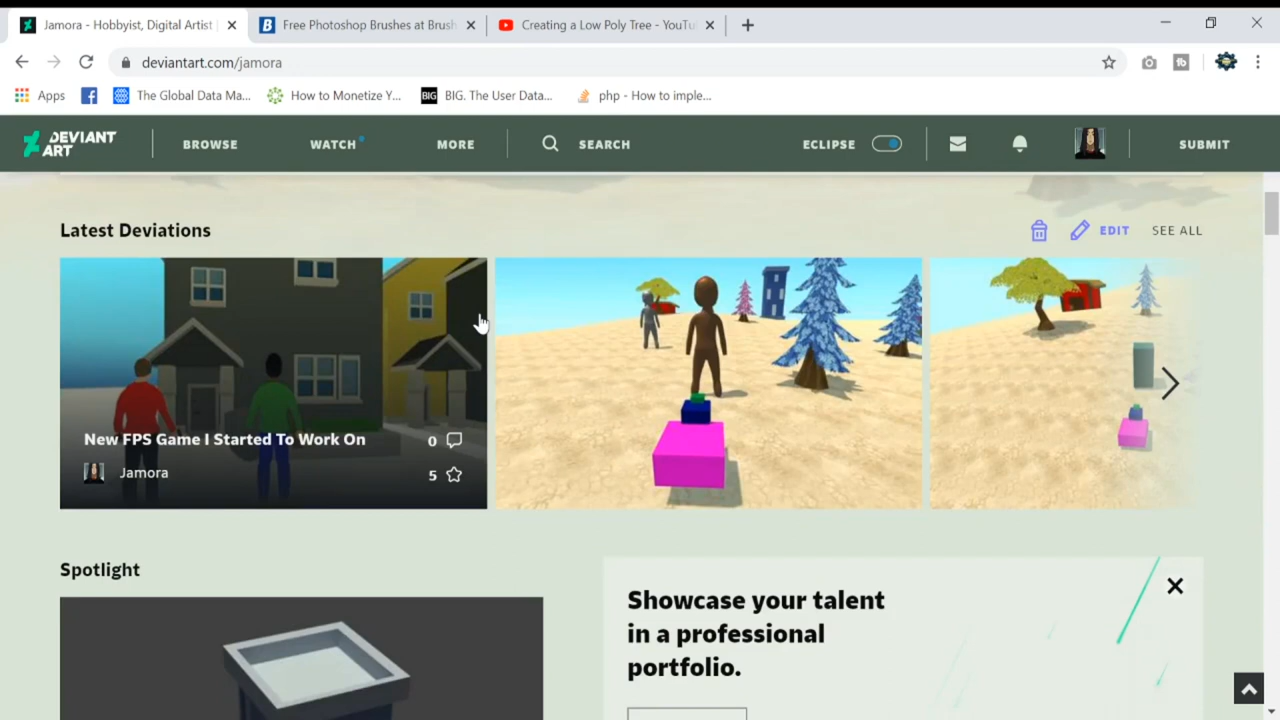 Jamora - Hobbyist, Digital Artist
Free Photoshop Brushes at Brush
Creating a Low Poly Tree - YouTu
deviantart.com/jamora
Apps
The Global Data Ma...
How to Monetize Y...
BIG
BIG. The User Data...
php - How to imple...
DEVIANT ART
BROWSE
WATCH
MORE
SEARCH
ECLIPSE
SUBMIT
Latest Deviations
EDIT
SEE ALL
New FPS Game I Started To Work On
0
Jamora
5
Spotlight
Showcase your talent
in a professional
portfolio.